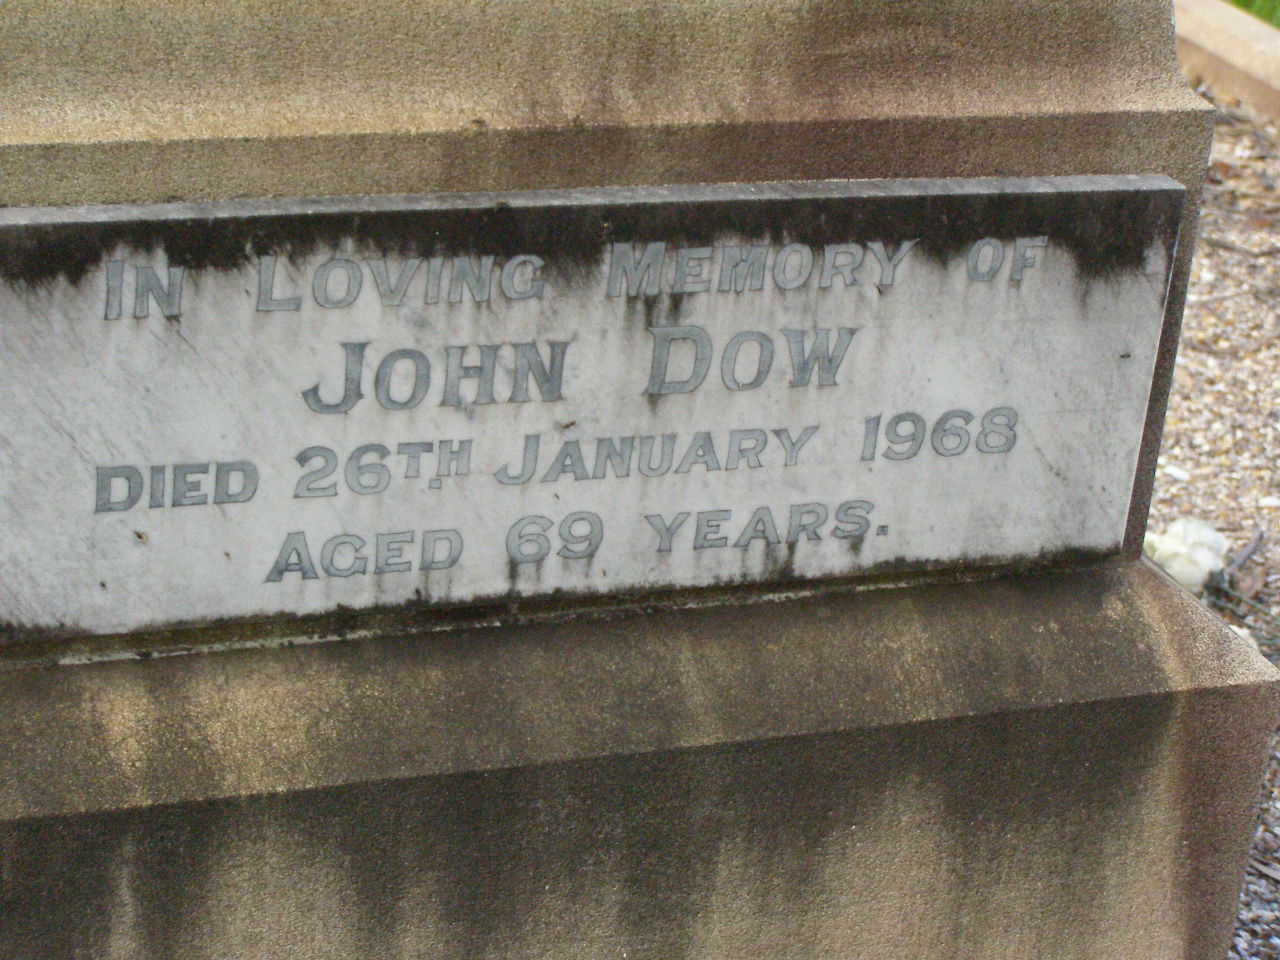 IN LOVING MEMORY OF
JOHN DOW
DIED 26TH JANUARY 1968
AGED 69 YEARS.